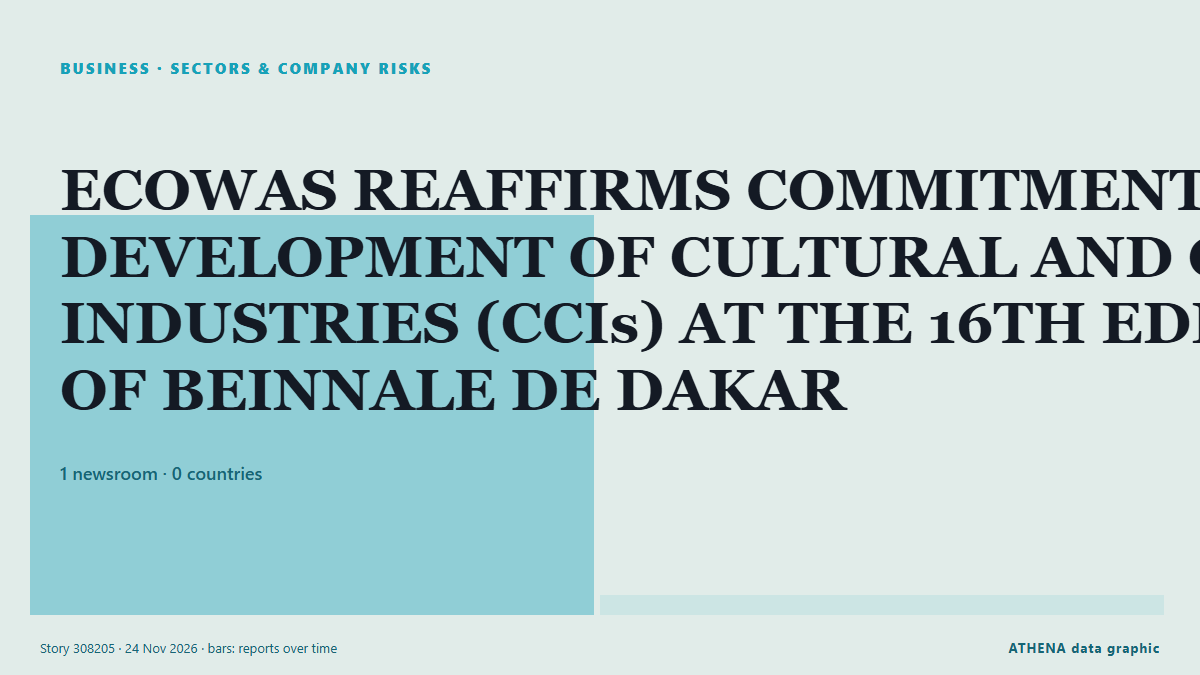 BUSINESS · SECTORS & COMPANY RISKS
ECOWAS REAFFIRMS COMMITMENT
DEVELOPMENT OF CULTURAL AND
INDUSTRIES (CCIs) AT THE 16TH
OF BEINNALE DE DAKAR
1 newsroom · 0 countries
Story 308205 · 24 Nov 2026 · bars: reports over time
ATHENA data graphic